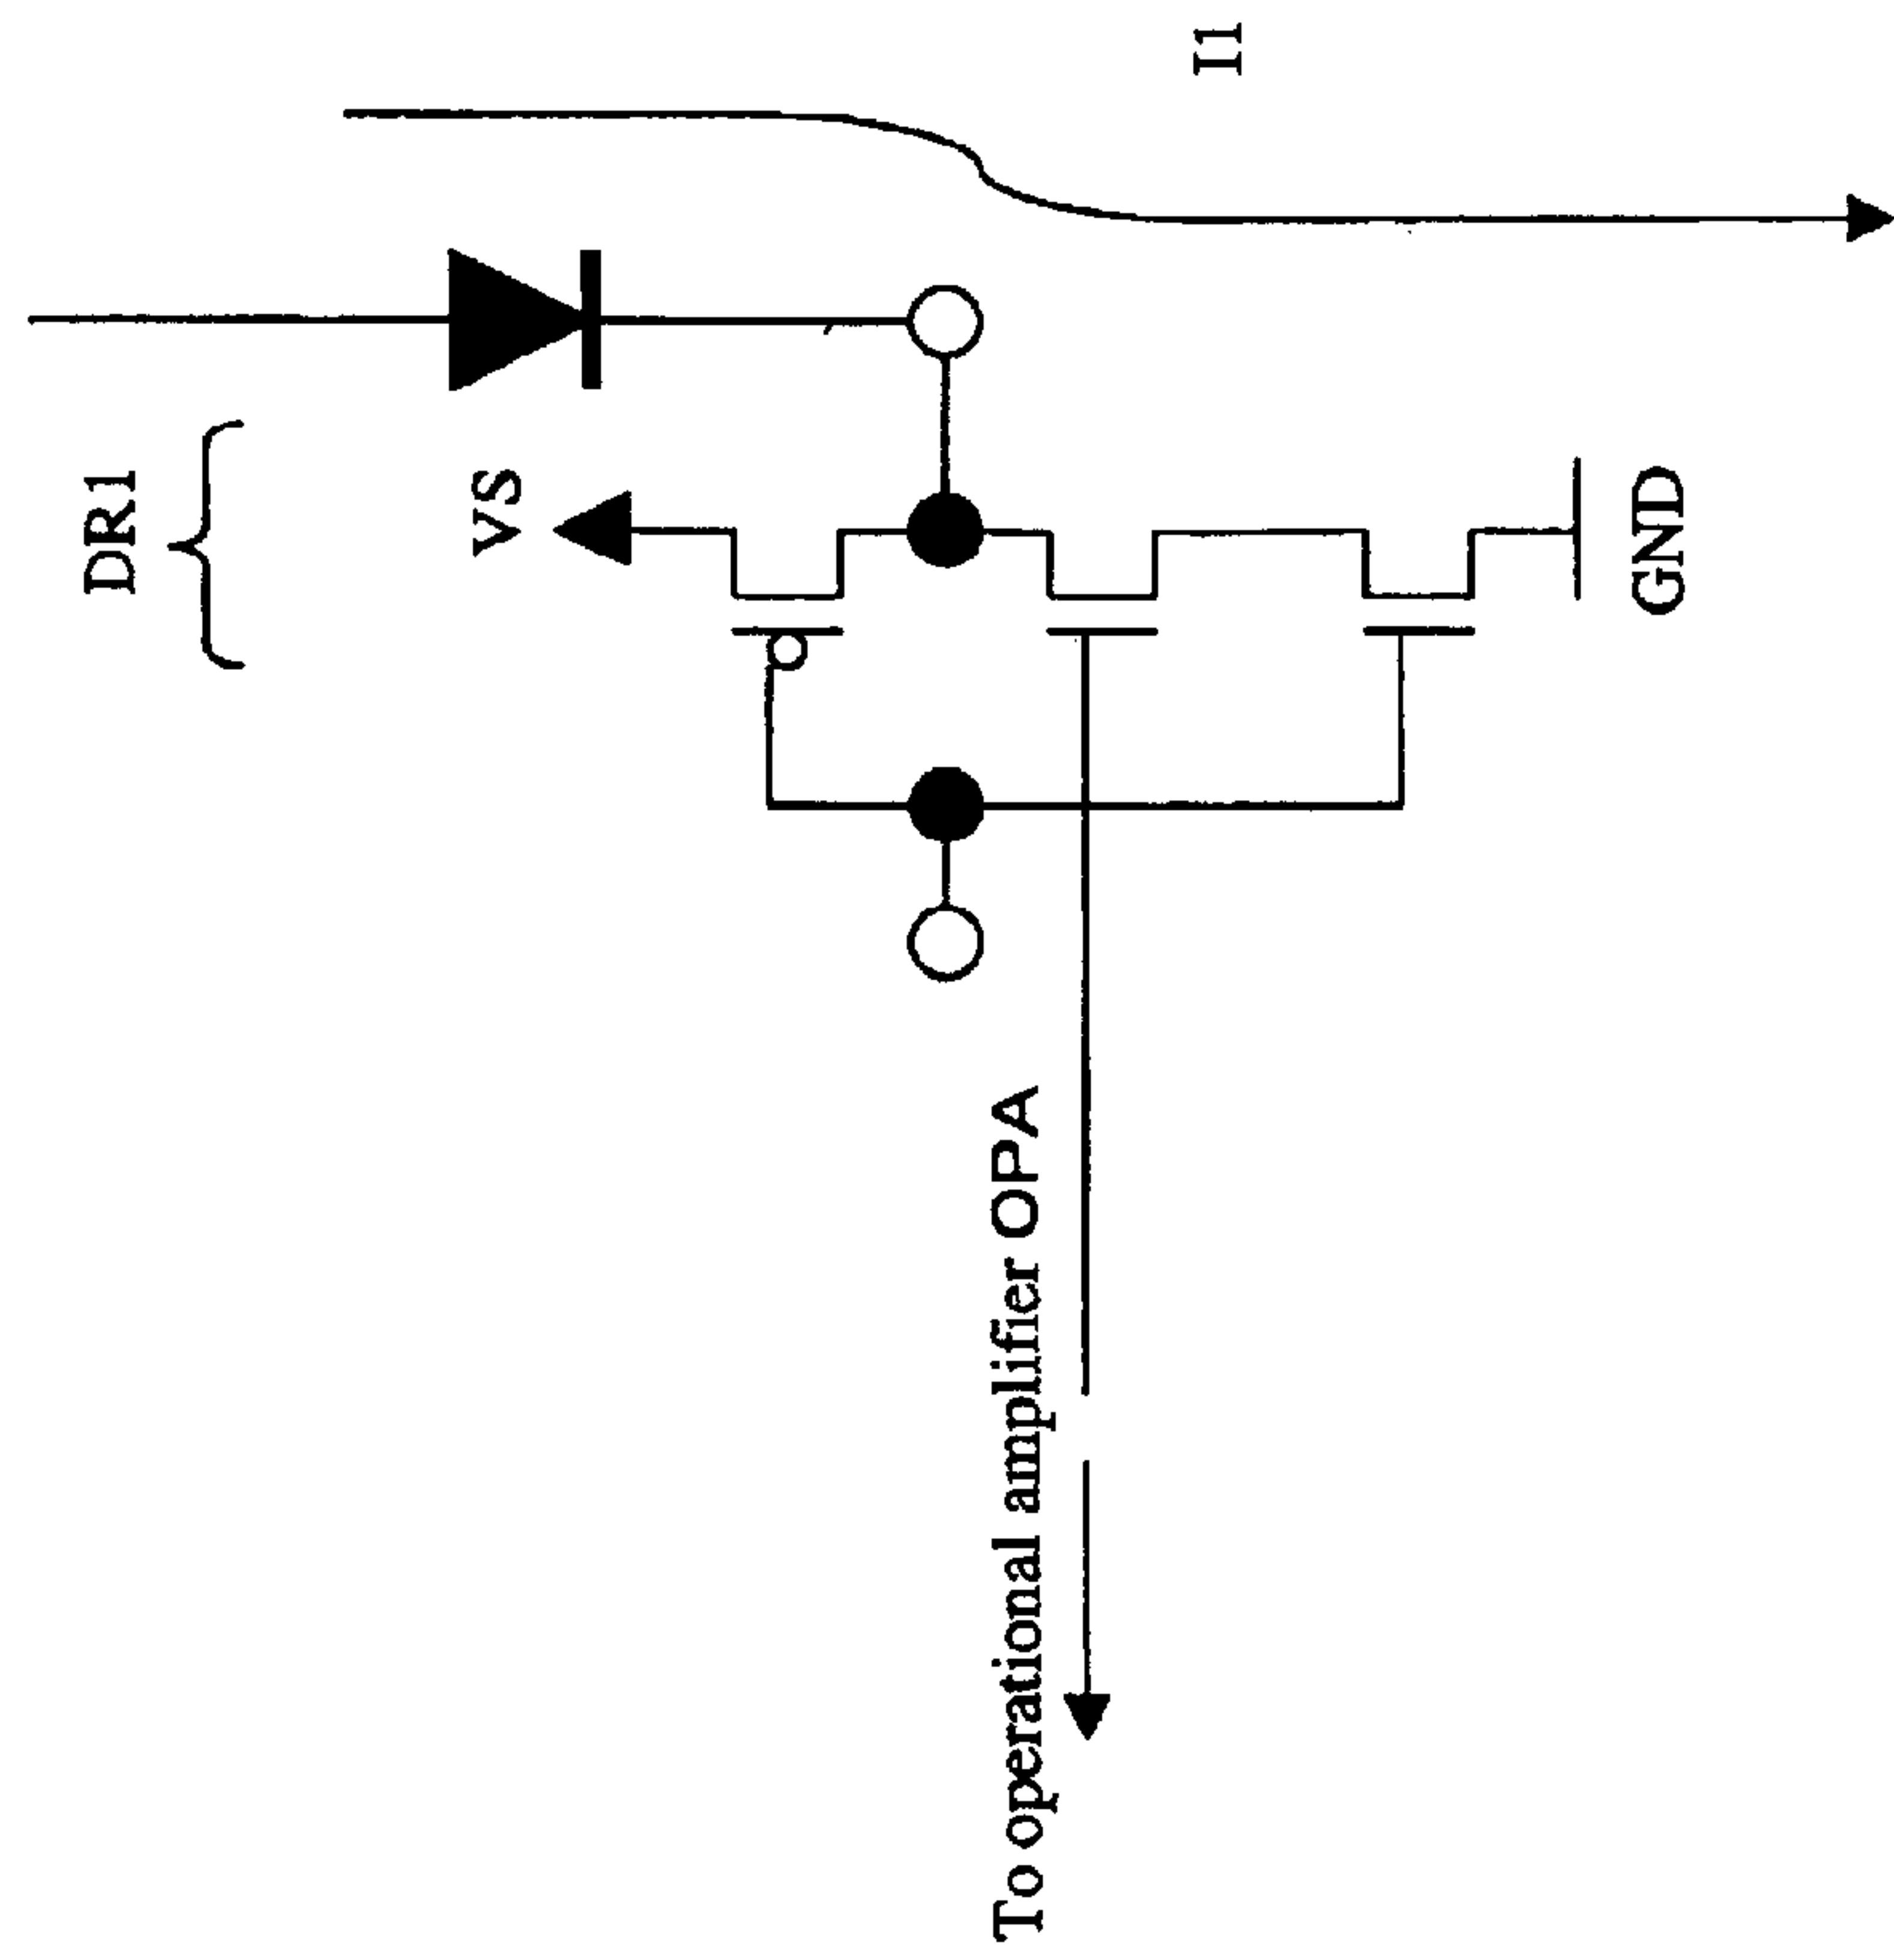 DR1
VS
I1
GND
To operational amplifier OPA